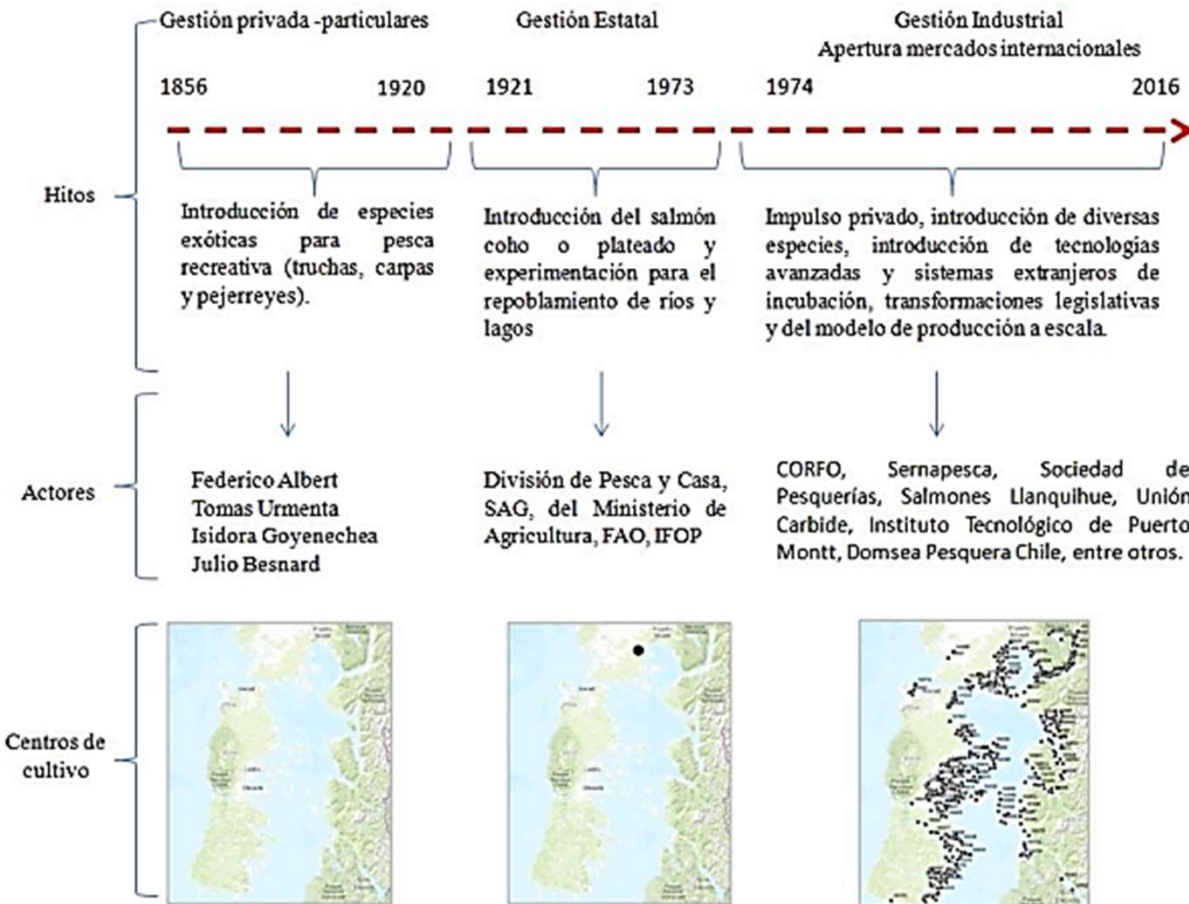 Gestión privada -particulares
Gestión Estatal
Gestión Industrial
Apertura mercados internacionales
1856
1920
1921
1973
1974
2016
Hitos
Introducción de especies
exóticas para pesca
recreativa (truchas, carpas
y pejerreyes).
Introducción del salmón
coho o plateado y
experimentación para el
repoblamiento de ríos y
lagos
Impulso privado, introducción de diversas
especies, introducción de tecnologías
avanzadas y sistemas extranjeros de
incubación, transformaciones legislativas
y del modelo de producción a escala.
Actores
Federico Albert
Tomas Urmenta
Isidora Goyenechea
Julio Besnard
División de Pesca y Casa,
SAG, del Ministerio de
Agricultura, FAO, IFOP
CORFO, Sernapesca, Sociedad de
Pesquerías, Salmones Llanquihue, Unión
Carbide, Instituto Tecnológico de Puerto
Montt, Domsea Pesquera Chile, entre otros.
Centros de
cultivo